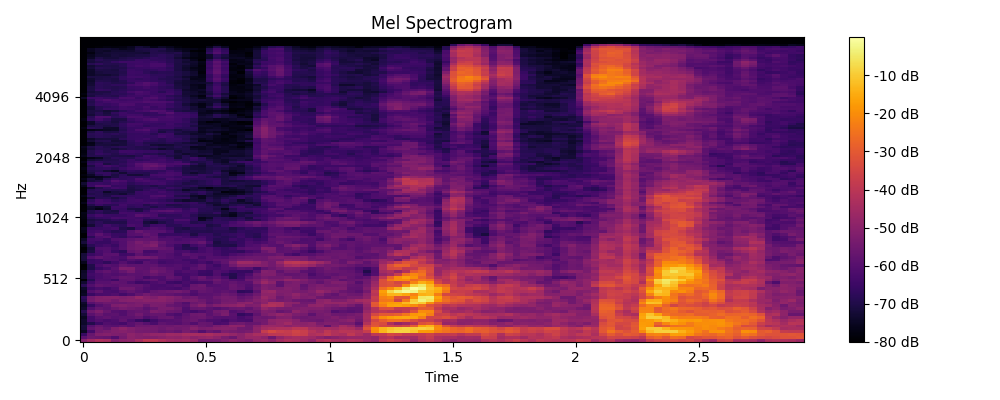 Mel Spectrogram
Hz
4096
2048
1024
512
0
0
0.5
1
1.5
2
2.5
Time
-10 dB
-20 dB
-30 dB
-40 dB
-50 dB
-60 dB
-70 dB
-80 dB